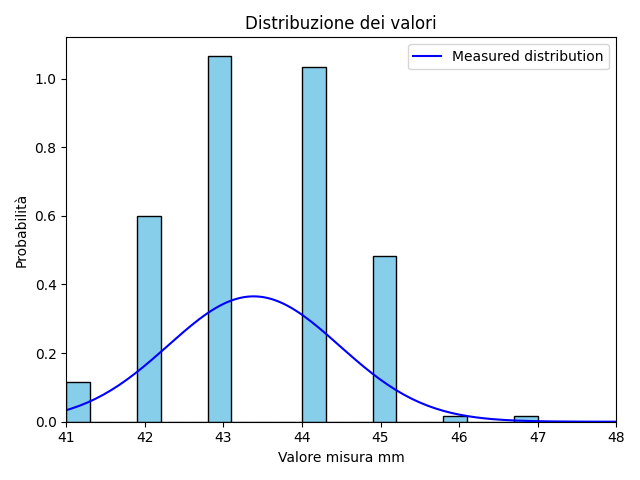 Distribuzione dei valori
Measured distribution
Probabilità
1.0
0.8
0.6
0.4
0.2
0.0
41 42 43 44 45 46 47 48
Valore misura mm